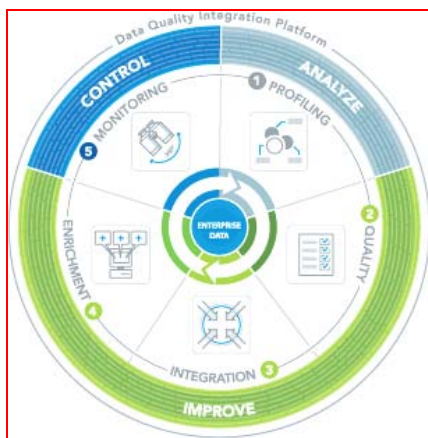 Data Quality Integration Platform
CONTROL
ANALYZE
1 PROFILING
2 QUALITY
3 INTEGRATION
4 ENRICHMENT
5 MONITORING
ENTERPRISE
DATA
IMPROVE